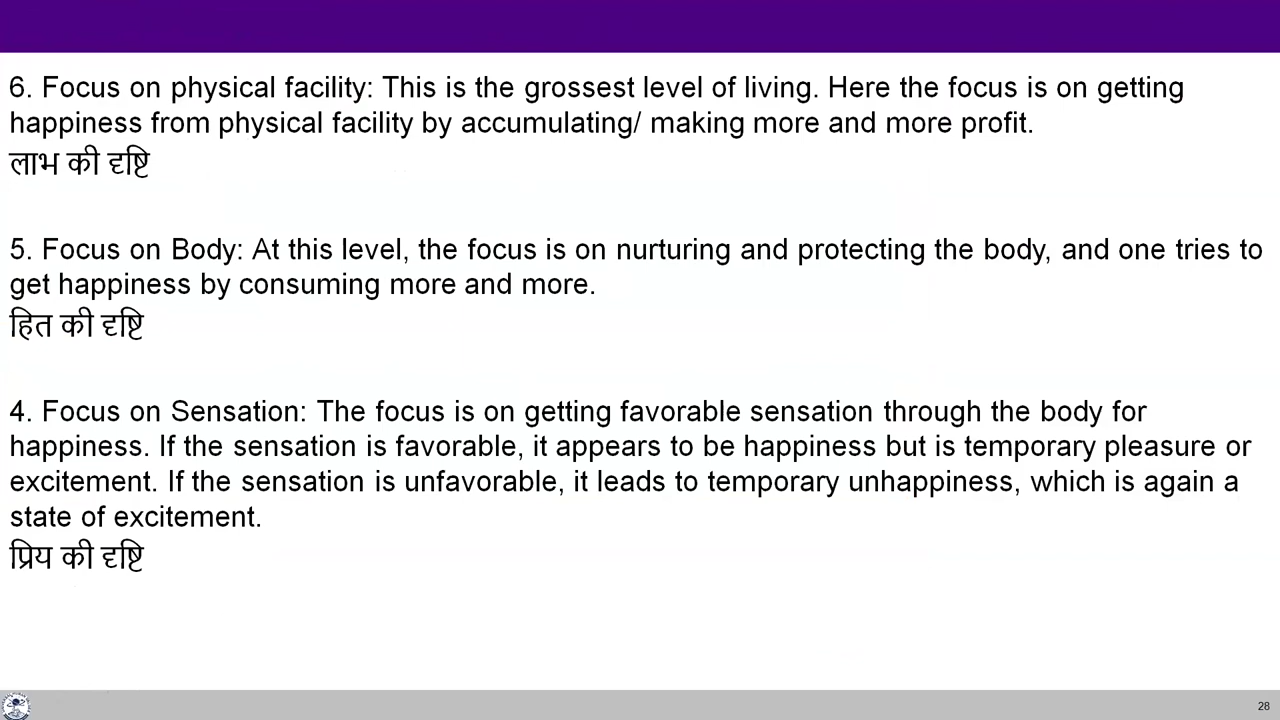 6. Focus on physical facility: This is the grossest level of living. Here the focus is on getting
happiness from physical facility by accumulating/ making more and more profit.
लाभ की दृष्टि
5. Focus on Body: At this level, the focus is on nurturing and protecting the body, and one tries to
get happiness by consuming more and more.
हित की दृष्टि
4. Focus on Sensation: The focus is on getting favorable sensation through the body for
happiness. If the sensation is favorable, it appears to be happiness but is temporary pleasure or
excitement. If the sensation is unfavorable, it leads to temporary unhappiness, which is again a
state of excitement.
प्रिय की दृष्टि
28